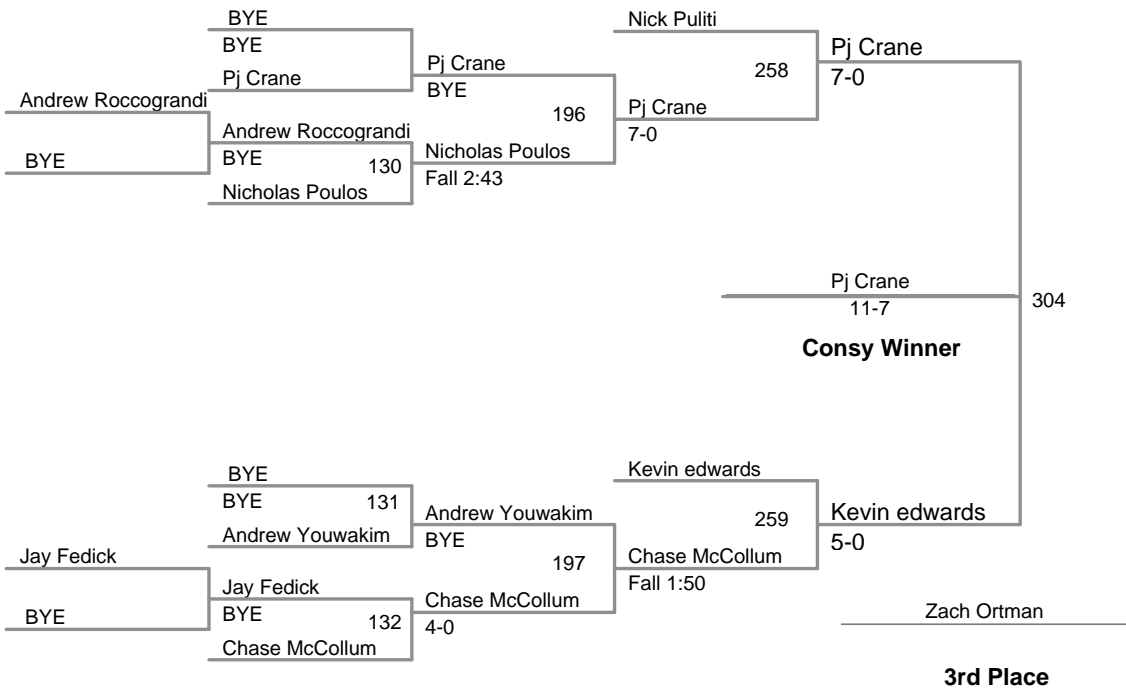 BYE
BYE
Pj Crane
Andrew Roccograndi
BYE
Andrew Roccograndi
BYE
130
Nicholas Poulos
Pj Crane
BYE
196
Nicholas Poulos
Fall 2:43
Nick Puliti
258
Pj Crane
7-0
Pj Crane
7-0
Pj Crane
11-7
304
Consy Winner
BYE
BYE
131
Andrew Youwakim
Jay Fedick
BYE
Jay Fedick
BYE
132
Chase McCollum
Andrew Youwakim
BYE
197
Chase McCollum
4-0
Kevin edwards
259
Chase McCollum
Fall 1:50
Kevin edwards
5-0
Zach Ortman
3rd Place